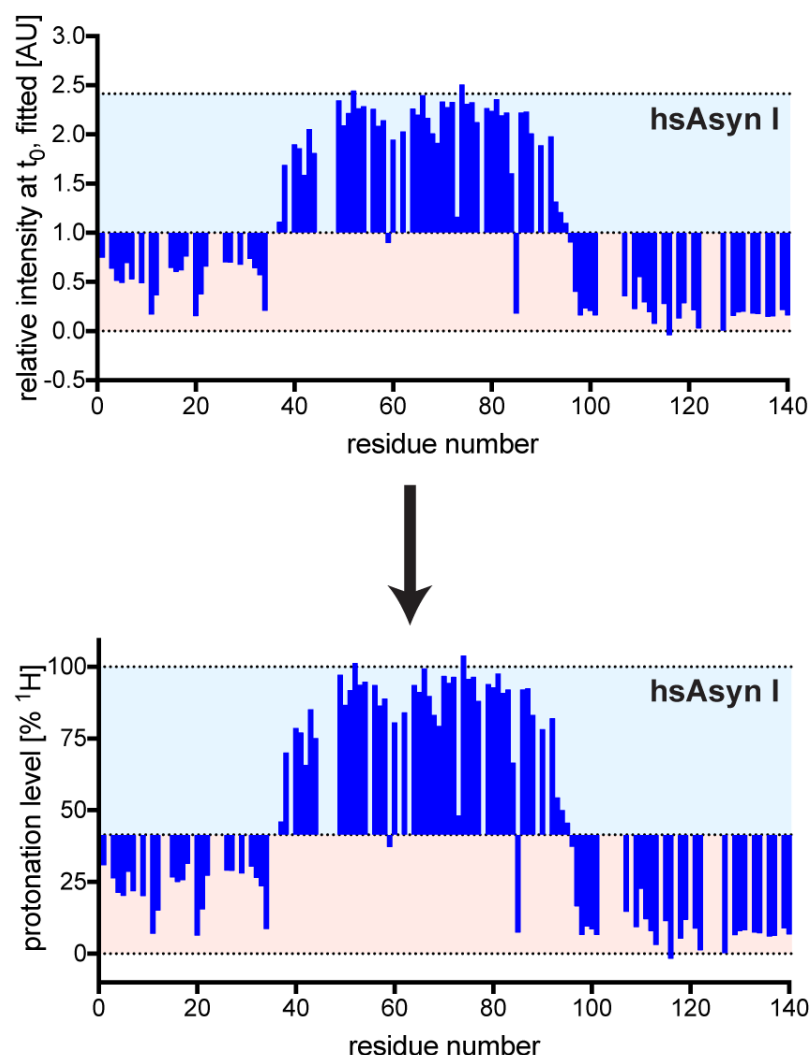 relative intensity at t0, fitted [AU]
3.0
2.5
2.0
1.5
1.0
0.5
0.0
-0.5
hsAsyn I
0 20 40 60 80 100 120 140
residue number
protonation level [% 1H]
100
75
50
25
0
hsAsyn I
0 20 40 60 80 100 120 140
residue number